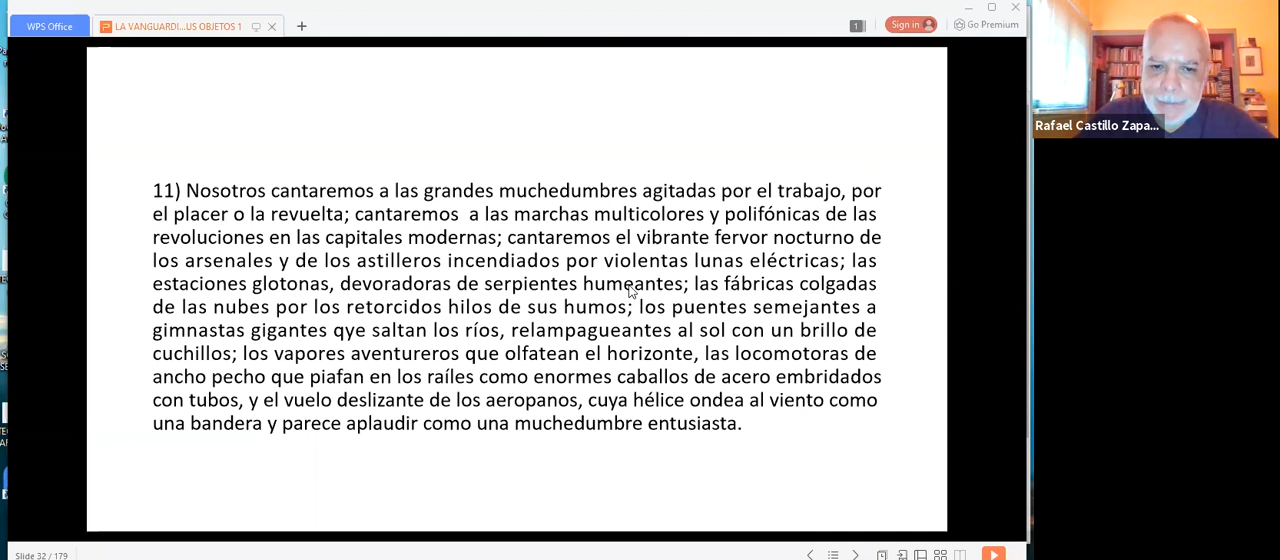 WPS Office
LA VANGUARDI...US OBJETOS 1
1
Sign in
Go Premium
Rafael Castillo Zapa...
11) Nosotros cantaremos a las grandes muchedumbres agitadas por el trabajo, por
el placer o la revuelta; cantaremos a las marchas multicolores y polifónicas de las
revoluciones en las capitales modernas; cantaremos el vibrante fervor nocturno de
los arsenales y de los astilleros incendiados por violentas lunas eléctricas; las
estaciones glotonas, devoradoras de serpientes humeantes; las fábricas colgadas
de las nubes por los retorcidos hilos de sus humos; los puentes semejantes a
gimnastas gigantes qye saltan los ríos, relampagueantes al sol con un brillo de
cuchillos; los vapores aventureros que olfatean el horizonte, las locomotoras de
ancho pecho que piafan en los raíles como enormes caballos de acero embridados
con tubos, y el vuelo deslizante de los aeropanos, cuya hélice ondea al viento como
una bandera y parece aplaudir como una muchedumbre entusiasta.
Slide 32 / 179